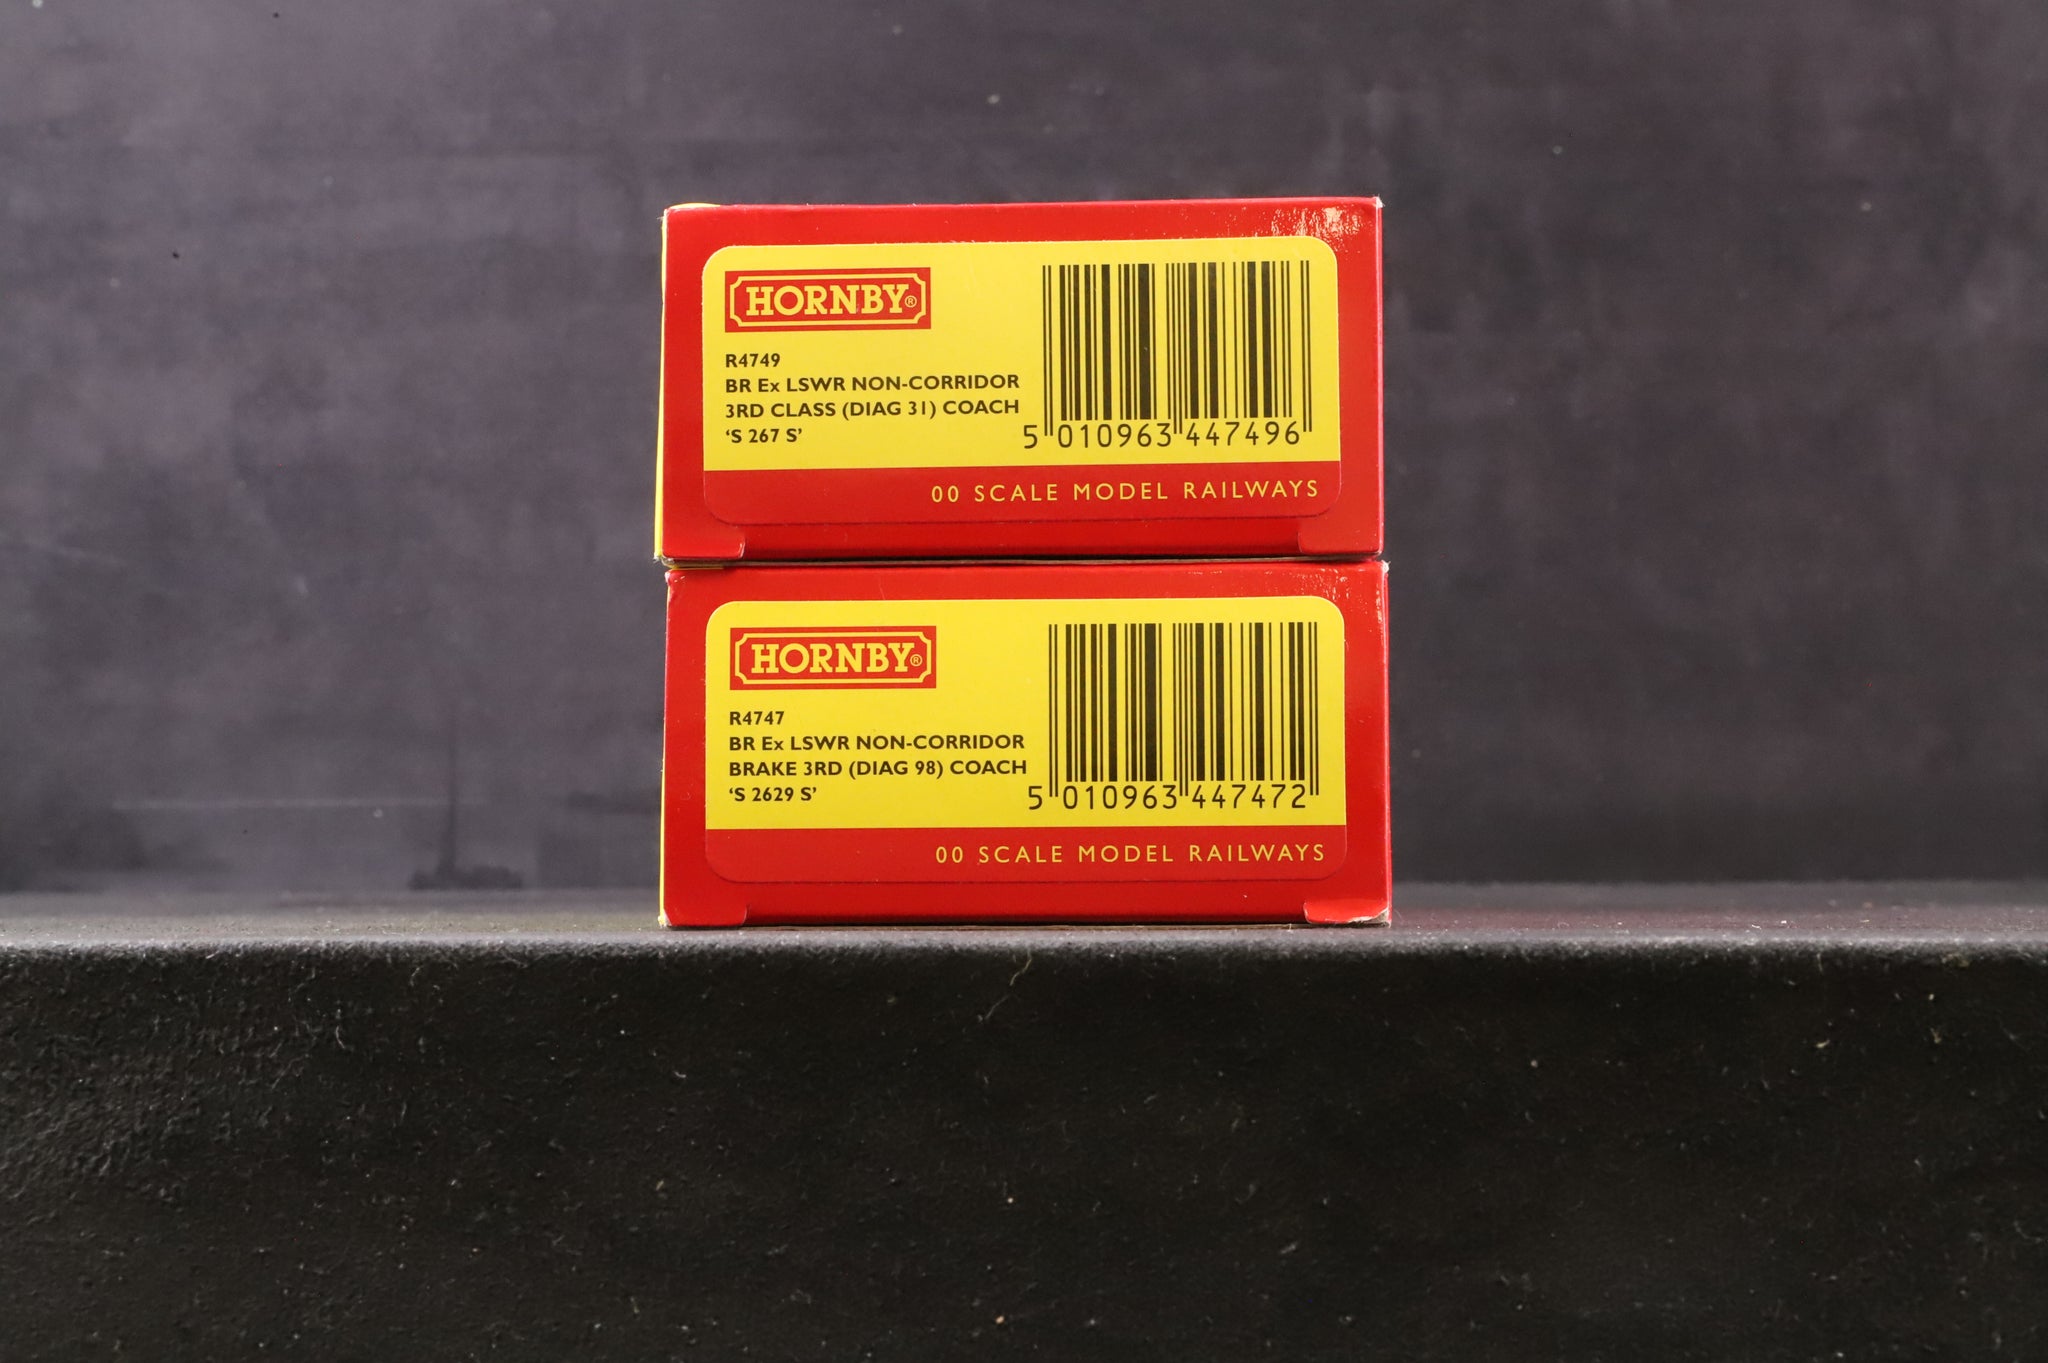 HORNBY®
R4749
BR Ex LSWR NON-CORRIDOR
3RD CLASS (DIAG 31) COACH
‘S 267 S’
5 010963 447496
00 SCALE MODEL RAILWAYS
HORNBY®
R4747
BR Ex LSWR NON-CORRIDOR
BRAKE 3RD (DIAG 98) COACH
‘S 2629 S’
5 010963 447472
00 SCALE MODEL RAILWAYS